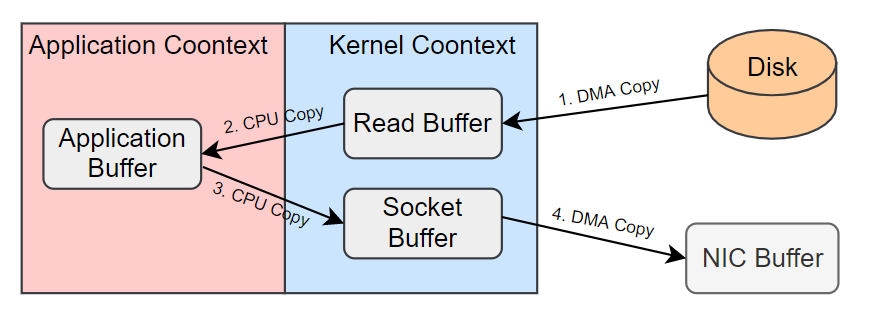 Application Coontext
Kernel Coontext
Disk
1. DMA Copy
2. CPU Copy
Read Buffer
Application
Buffer
3. CPU Copy
Socket
Buffer
4. DMA Copy
NIC Buffer